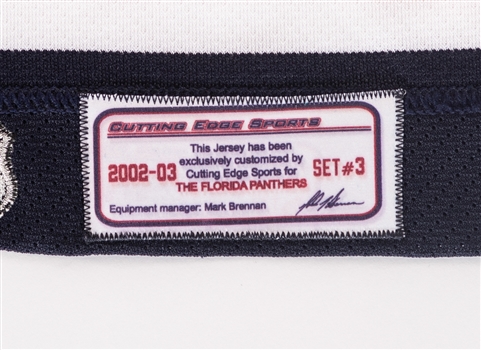 Cutting Edge Sports
This Jersey has been
exclusively customized by
2002-03 Cutting Edge Sports for SET#3
THE FLORIDA PANTHERS
Equipment manager: Mark Brennan